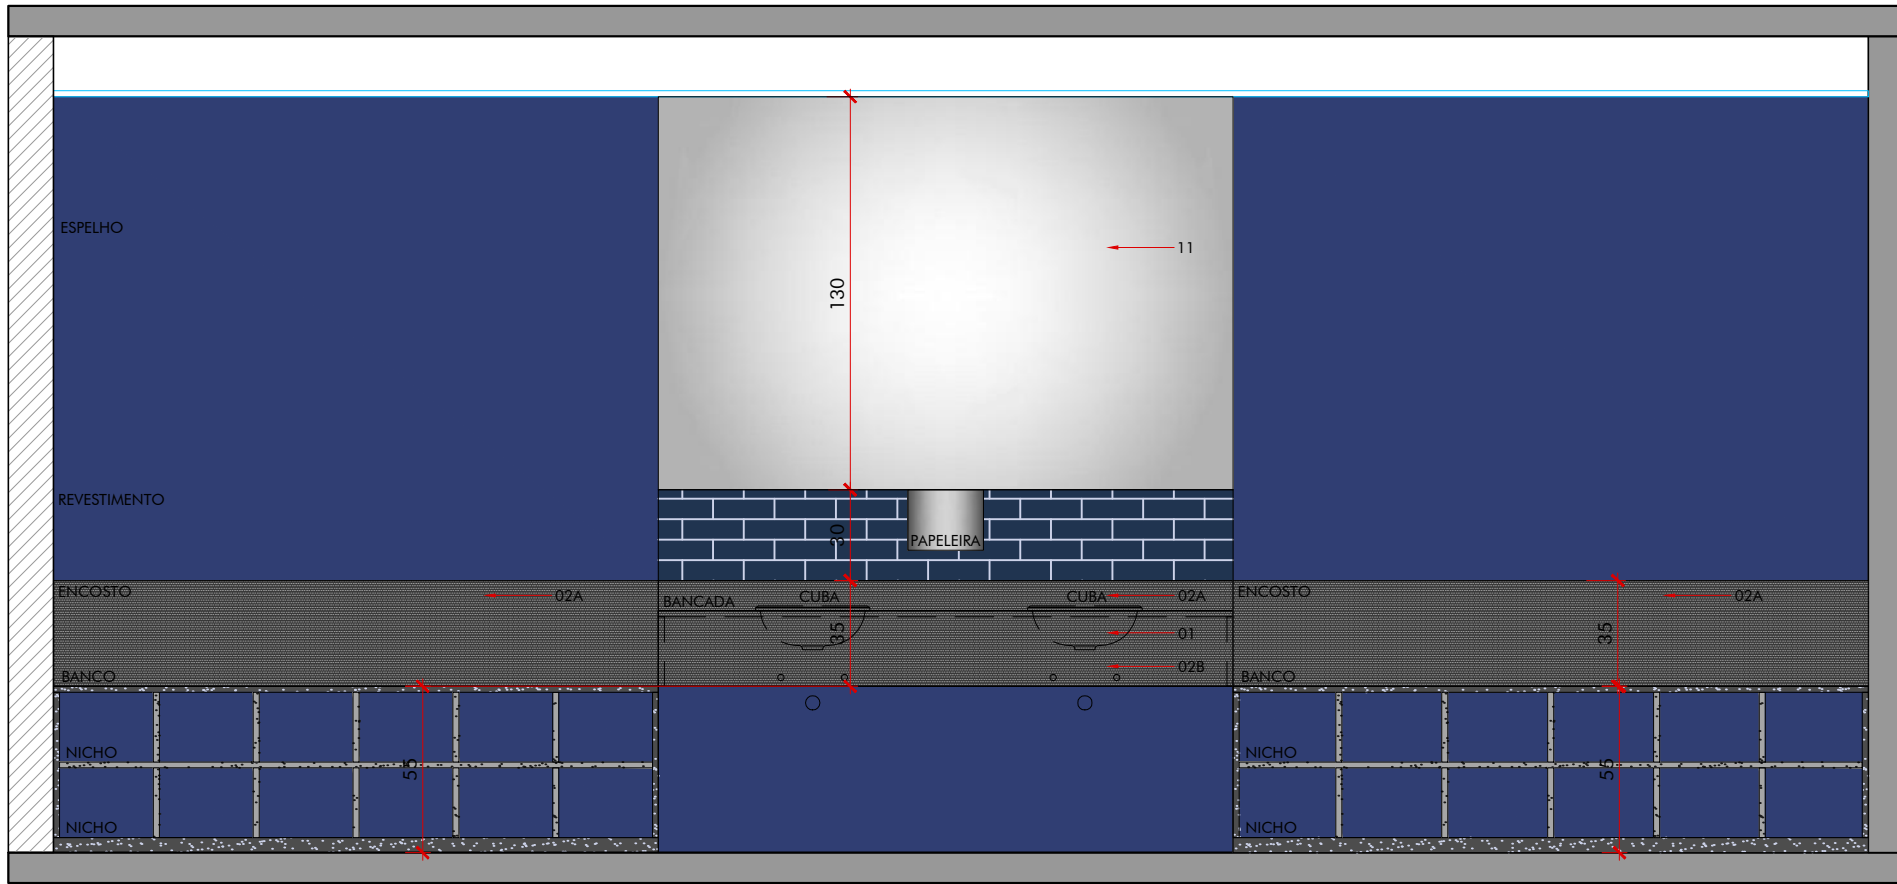 ESPELHO
11
130
REVESTIMENTO
30
PAPELEIRA
ENCOSTO
02A
BANCADA
CUBA
CUBA
02A
ENCOSTO
02A
35
01
35
02B
BANCO
BANCO
NICHO
55
NICHO
55
NICHO
NICHO